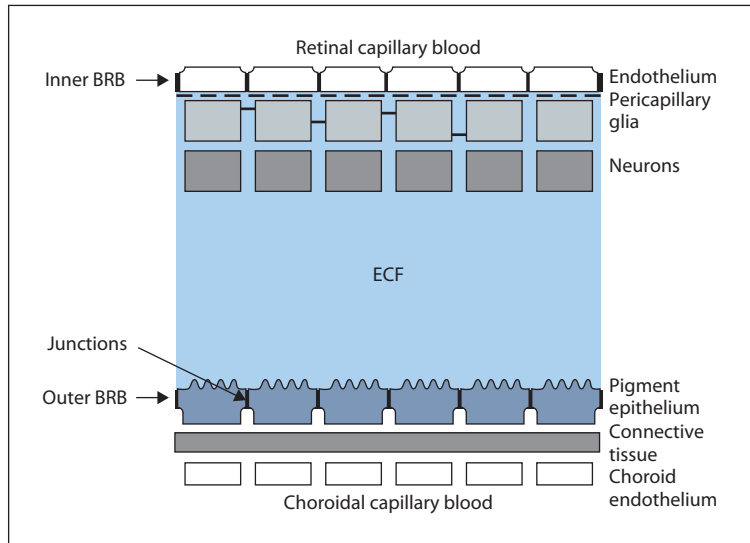 Retinal capillary blood
Inner BRB
Endothelium
Pericapillary
glia
Neurons
ECF
Junctions
Outer BRB
Pigment
epithelium
Connective
tissue
Choroid
endothelium
Choroidal capillary blood